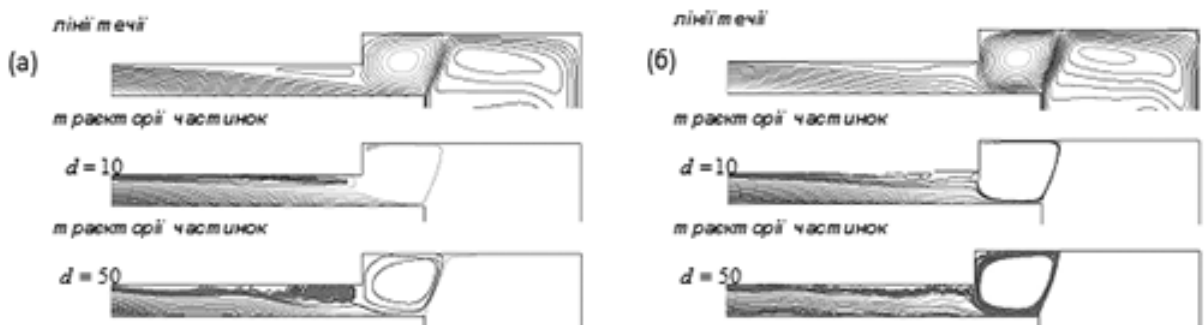 (а)
лінії течії
траєкторії частинок
d = 10
траєкторії частинок
d = 50
(б)
лінії течії
траєкторії частинок
d = 10
траєкторії частинок
d = 50